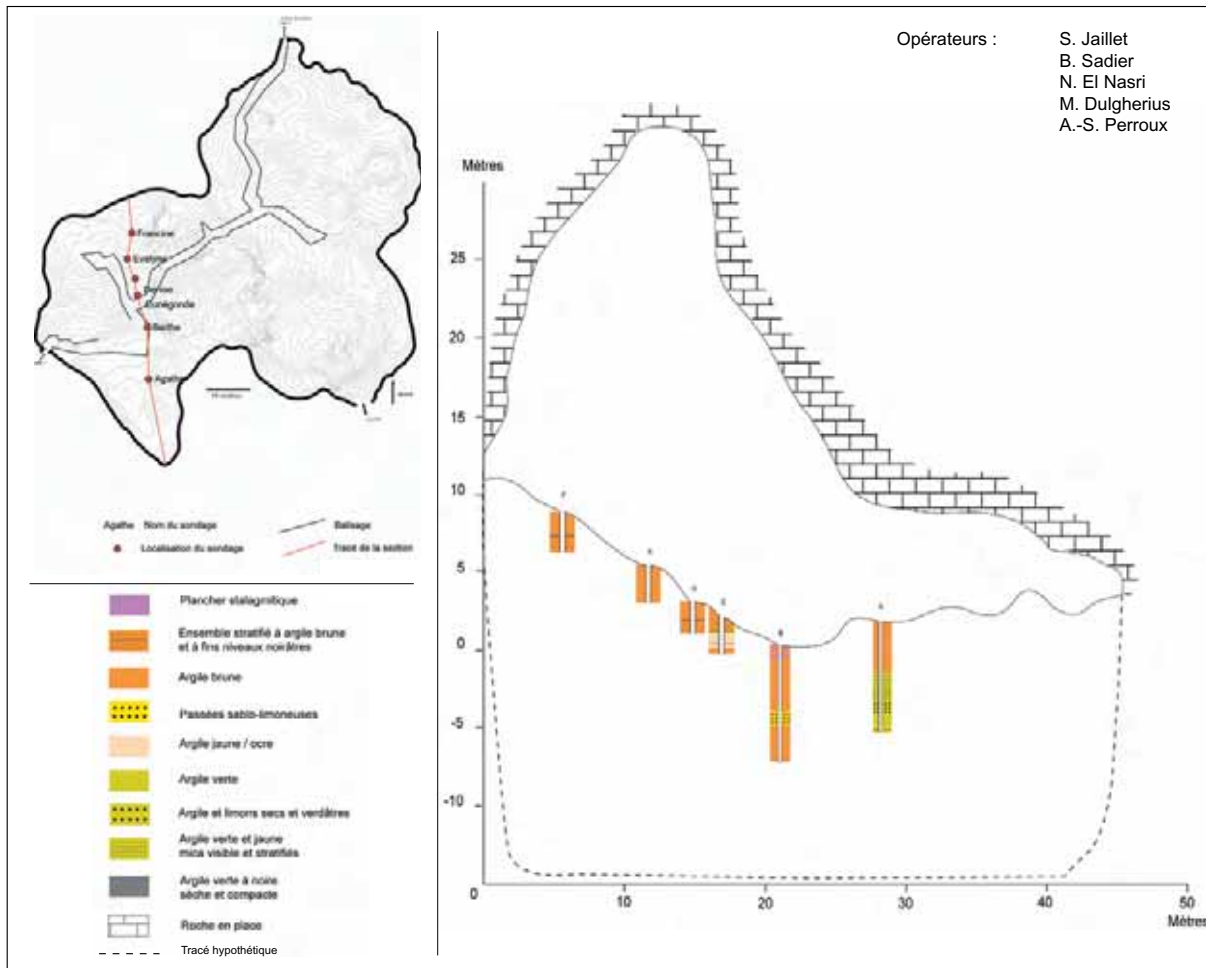 Opérateurs :
S. Jaillet
B. Sadier
N. El Nasri
M. Dulgherius
A.-S. Perroux
Francine
Evelyne
Denise
Cunégonde
Berthe
Agathe
Agathe Nom du sondage
Localisation du sondage
Balisage
Tracé de la section
Plancher stalagmitique
Ensemble stratifié à argile brune
et à fins niveaux noirâtres
Argile brune
Passées sablo-limoneuses
Argile jaune / ocre
Argile verte
Argile et limons secs et verdâtres
Argile verte et jaune
mica visible et stratifiés
Argile verte à noire
sèche et compacte
Roche en place
Tracé hypothétique
Mètres
25
20
15
10
5
0
-5
-10
F
0
10
20
30
40
50
Mètres